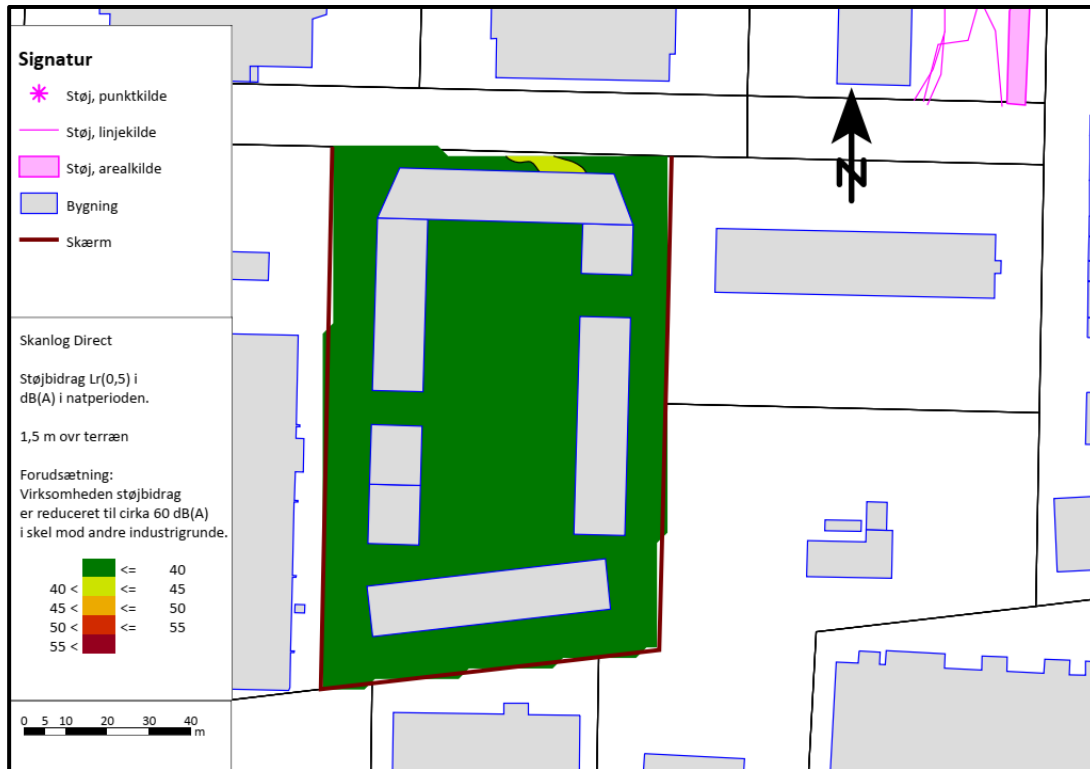 Signatur
Støj, punktkilde
Støj, linjekilde
Støj, arealkilde
Bygning
Skærm
Skanlog Direct
Støjbidrag Lr(0,5) i
dB(A) i natperioden.
1,5 m ovr terræn
Forudsætning:
Virksomheden støjbidrag
er reduceret til cirka 60 dB(A)
i skel mod andre industrigrunde.
<= 40
40 < <= 45
45 < <= 50
50 < <= 55
55 <
0 5 10 20 30 40
m
N